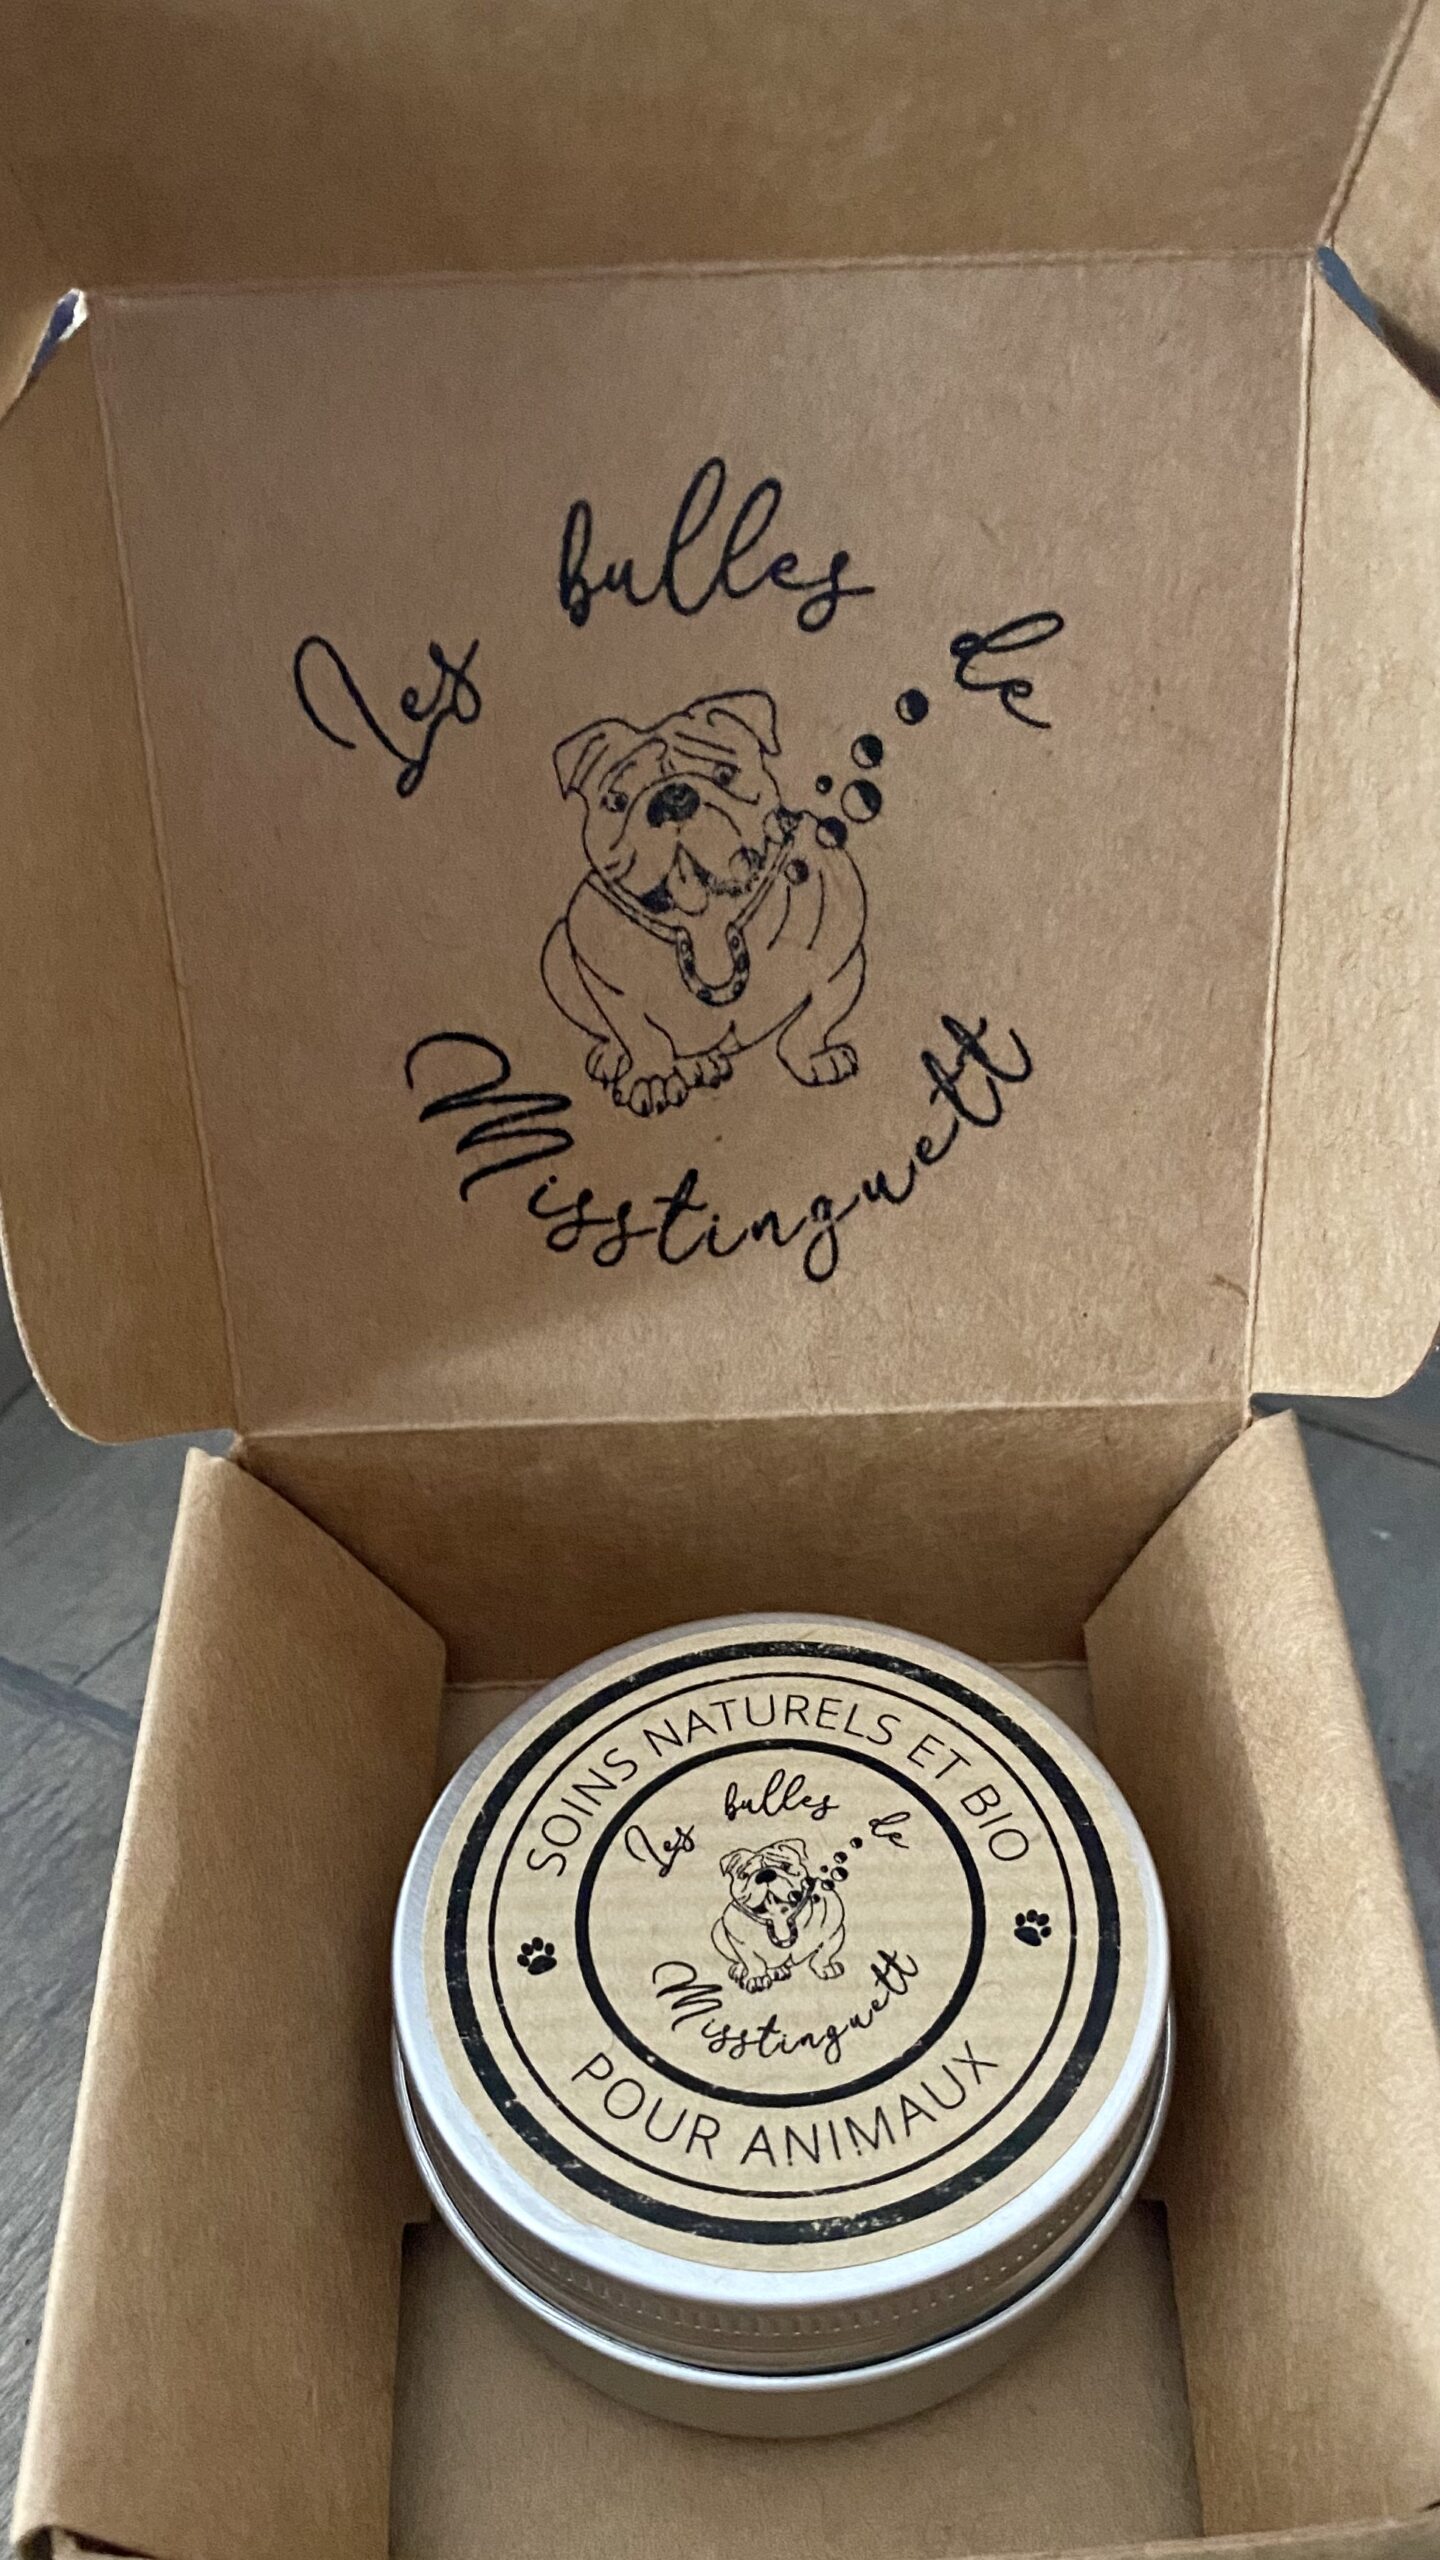 Les bulles de
Misstinguett
SOINS NATURELS ET BIO
Les bulles de
Misstinguett
POUR ANIMAUX